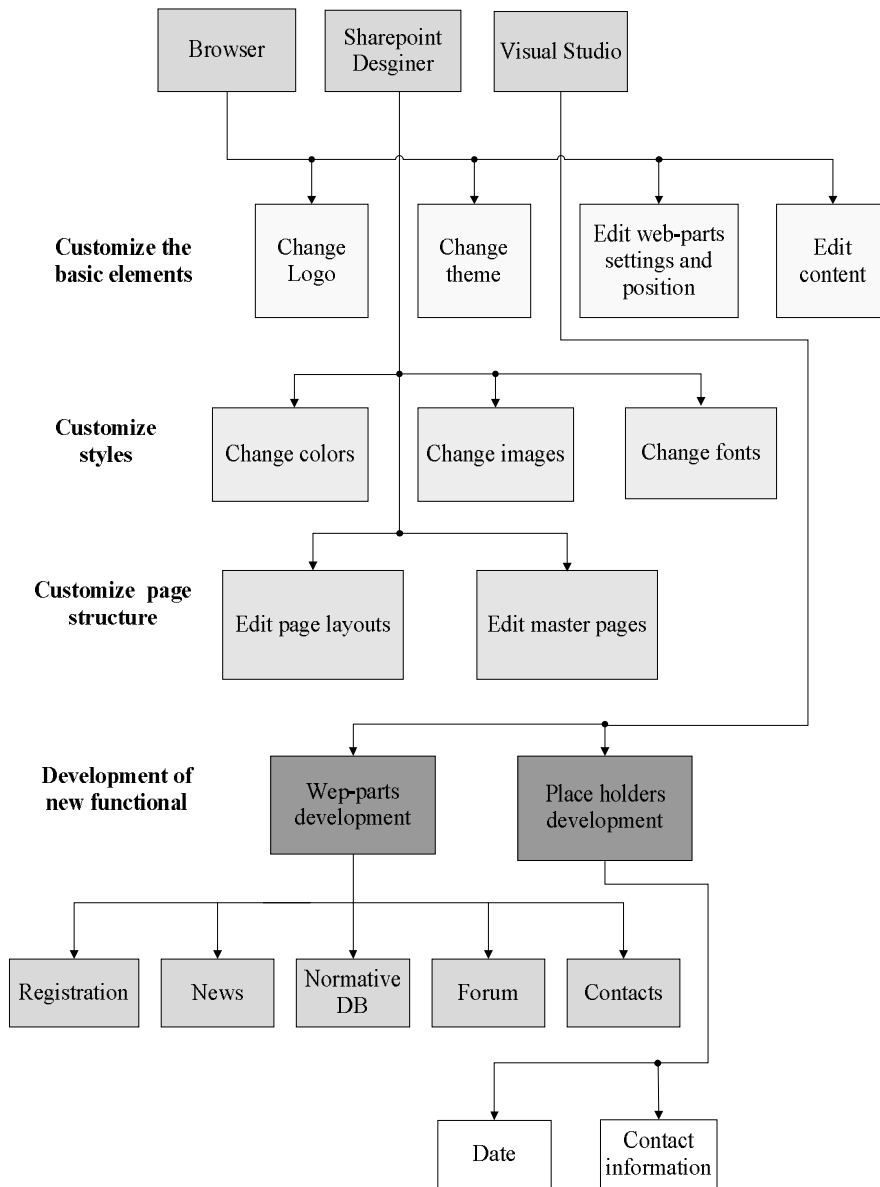 Browser
Sharepoint
Desginer
Visual Studio
Customize the
basic elements
Change
Logo
Change
theme
Edit web-parts
settings and
position
Edit
content
Customize
styles
Change colors
Change images
Change fonts
Customize page
structure
Edit page layouts
Edit master pages
Development of
new functional
Wep-parts
development
Place holders
development
Registration
News
Normative
DB
Forum
Contacts
Date
Contact
information